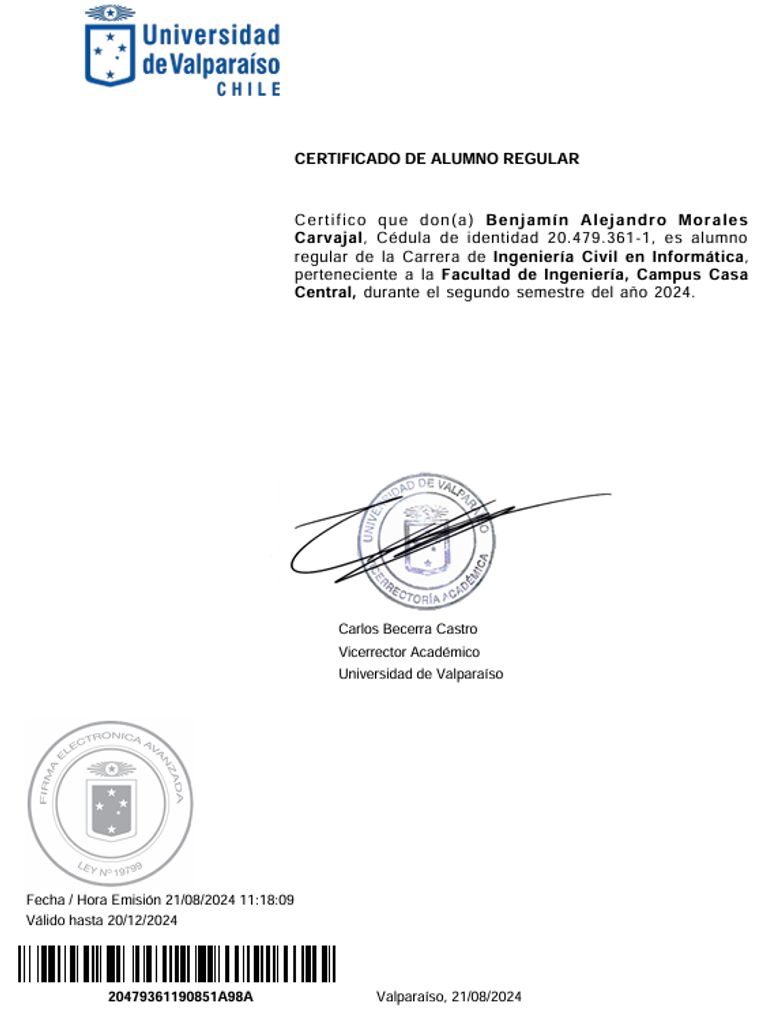 Universidad
de Valparaíso
CHILE
CERTIFICADO DE ALUMNO REGULAR
Certifico que don(a) Benjamín Alejandro Morales
Carvajal, Cédula de identidad 20.479.361-1, es alumno
regular de la Carrera de Ingeniería Civil en Informática,
perteneciente a la Facultad de Ingeniería, Campus Casa
Central, durante el segundo semestre del año 2024.
UNIVERSIDAD DE VALPARAISO
VICERRECTORÍA ACADÉMICA
Carlos Becerra Castro
Vicerrector Académico
Universidad de Valparaíso
FIRMA ELECTRONICA AVANZADA
LEY Nº 19799
Fecha / Hora Emisión 21/08/2024 11:18:09
Válido hasta 20/12/2024
20479361190851A98A
Valparaíso, 21/08/2024